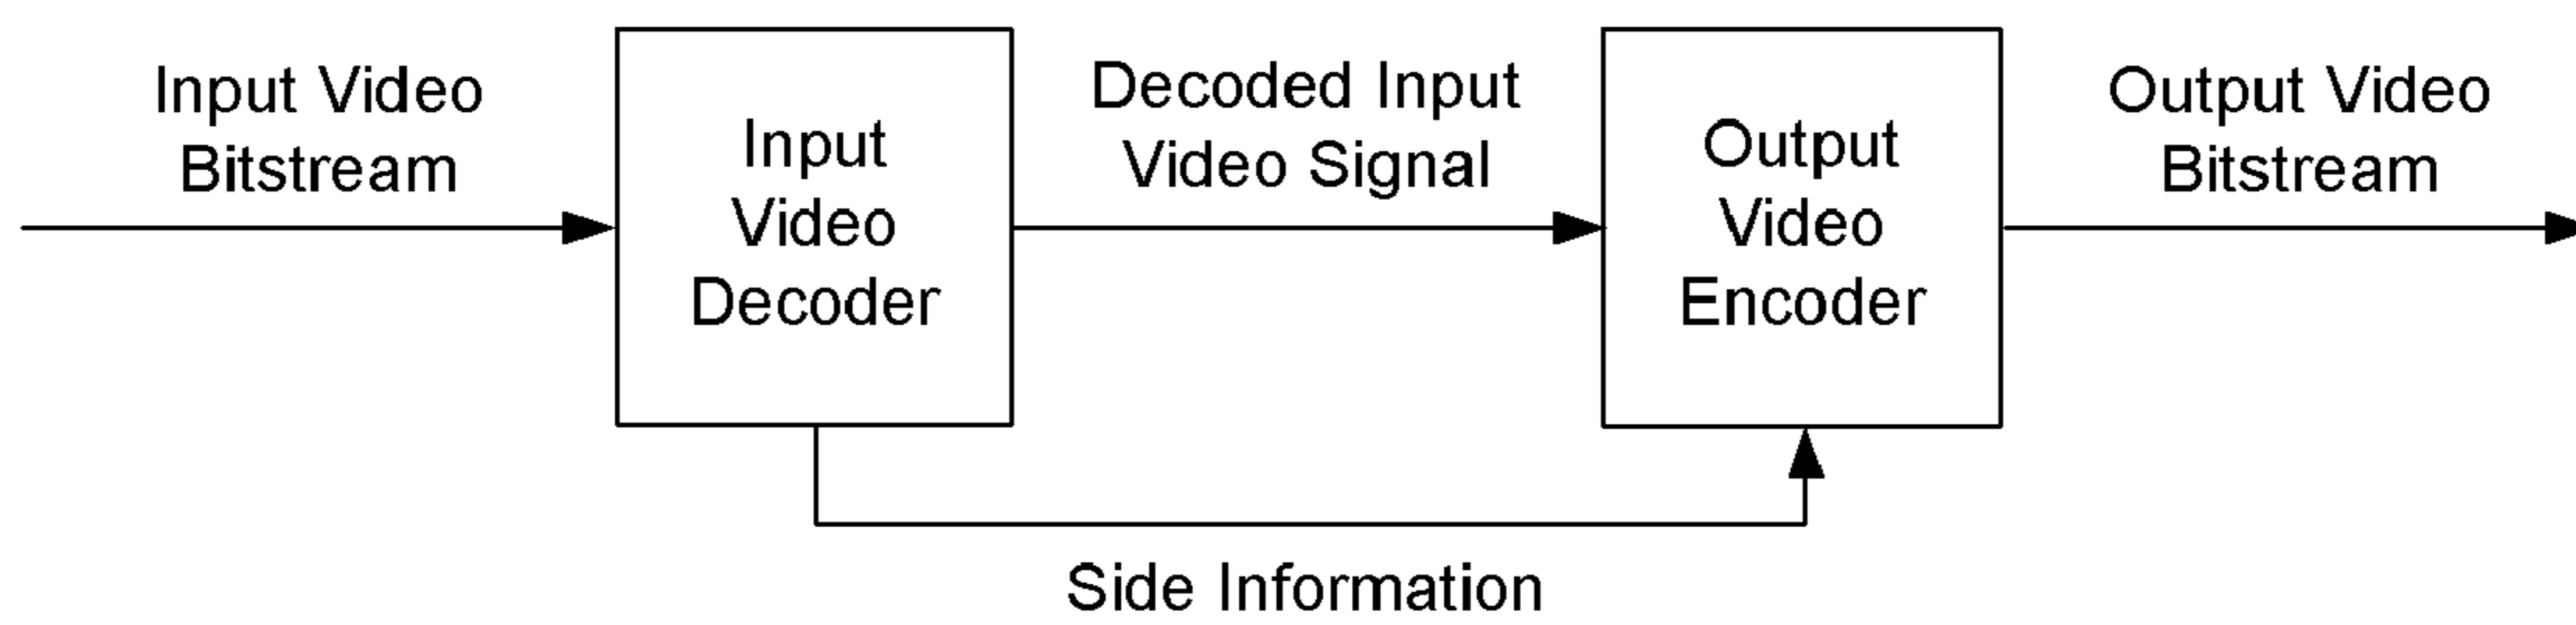 Input Video
Bitstream
Input
Video
Decoder
Decoded Input
Video Signal
Output
Video
Encoder
Output Video
Bitstream
Side Information